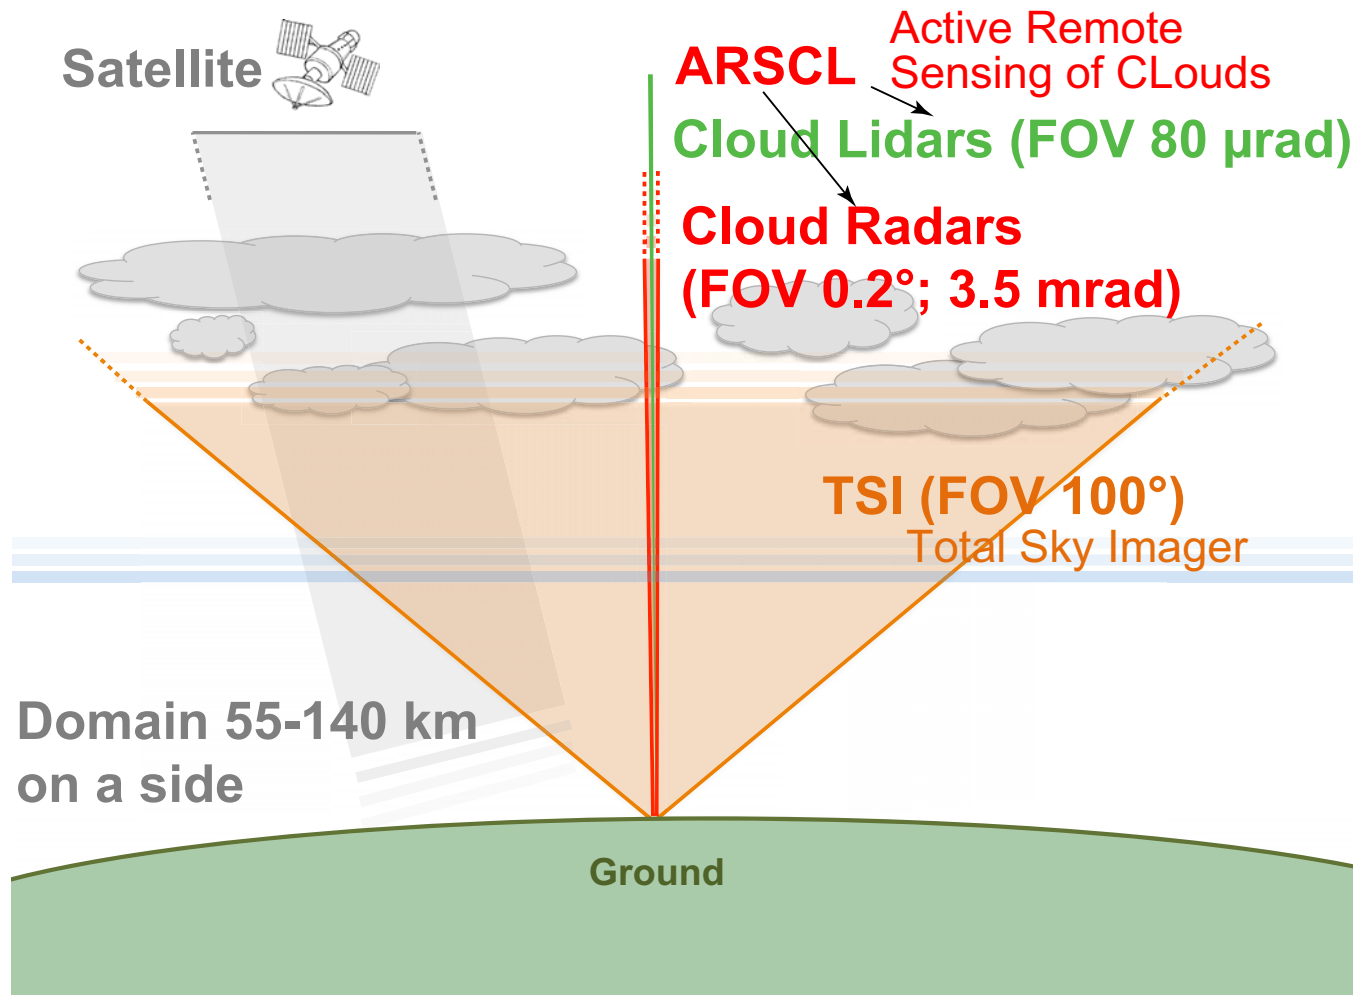 Satellite
ARSCL
Active Remote
Sensing of CLouds
Cloud Lidars (FOV 80 µrad)
Cloud Radars
(FOV 0.2°; 3.5 mrad)
TSI (FOV 100°)
Total Sky Imager
Domain 55-140 km
on a side
Ground